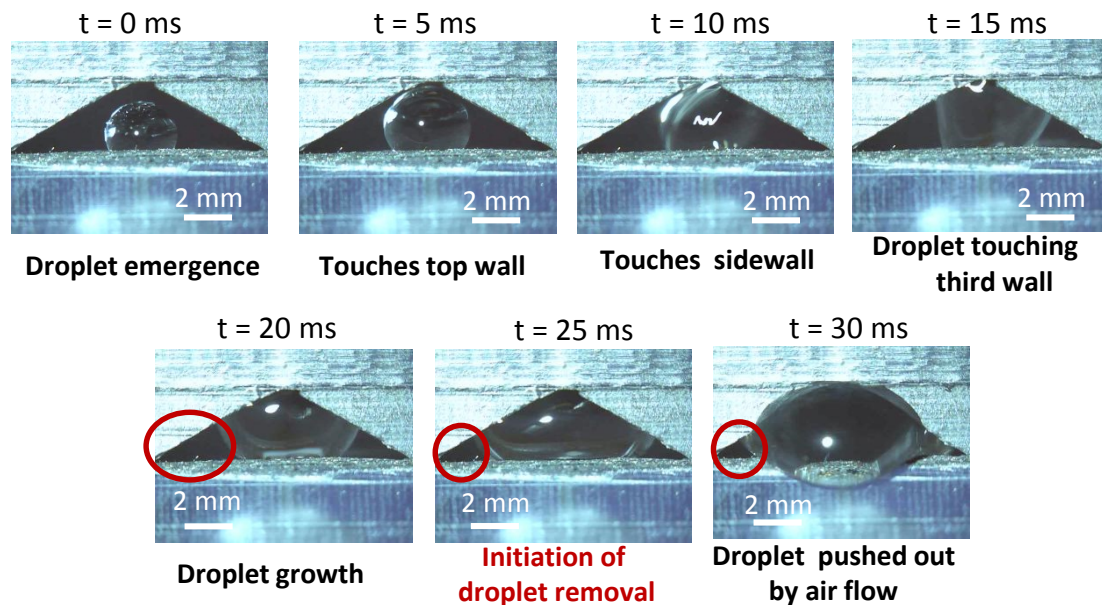 t = 0 ms
t = 5 ms
t = 10 ms
t = 15 ms
2 mm
2 mm
2 mm
2 mm
Droplet emergence
Touches top wall
Touches sidewall
Droplet touching
third wall
t = 20 ms
t = 25 ms
t = 30 ms
2 mm
2 mm
2 mm
Droplet growth
Initiation of
droplet removal
Droplet pushed out
by air flow